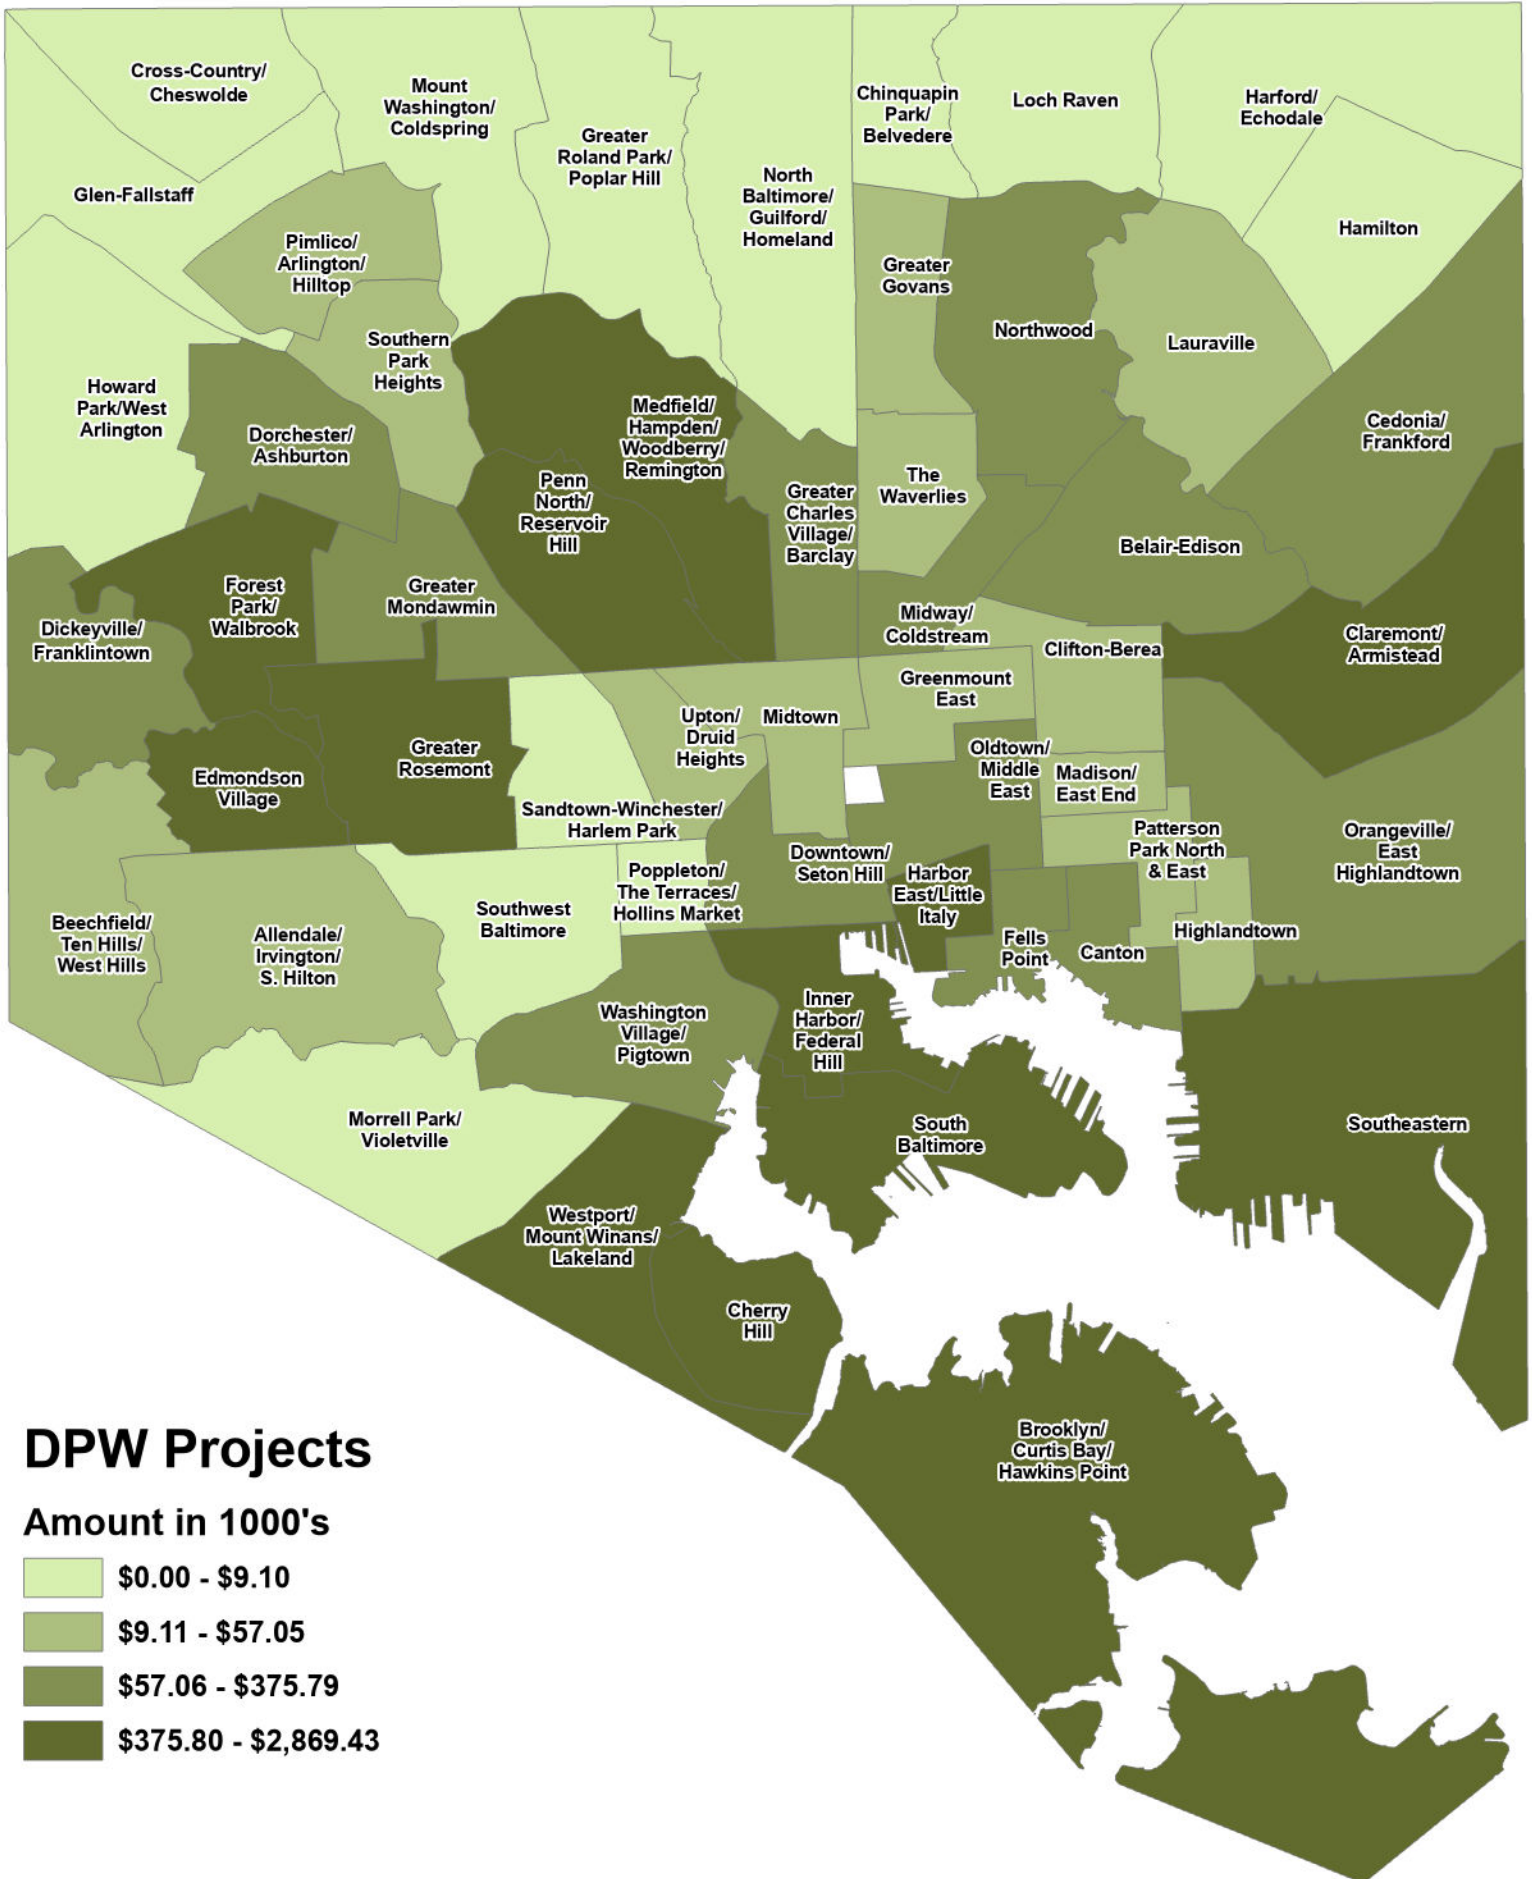 Cross-Country/
Cheswolde
Mount
Washington/
Coldspring
Greater
Roland Park/
Poplar Hill
North
Baltimore/
Guilford/
Homeland
Chinquapin
Park/
Belvedere
Loch Raven
Harford/
Echodale
Glen-Fallstaff
Hamilton
Pimlico/
Arlington/
Hilltop
Greater
Govans
Northwood
Lauraville
Southern
Park
Heights
Howard
Park/West
Arlington
Dorchester/
Ashburton
Medfield/
Hampden/
Woodberry/
Remington
Cedonia/
Frankford
Penn
North/
Reservoir
Hill
Greater
Charles
Village/
Barclay
The
Waverlies
Belair-Edison
Forest
Park/
Walbrook
Greater
Mondawmin
Midway/
Coldstream
Dickeyville/
Franklintown
Clifton-Berea
Claremont/
Armistead
Greenmount
East
Upton/
Druid
Heights
Midtown
Greater
Rosemont
Edmondson
Village
Oldtown/
Middle
East
Madison/
East End
Sandtown-Winchester/
Harlem Park
Patterson
Park North
& East
Orangeville/
East
Highlandtown
Poppleton/
The Terraces/
Hollins Market
Downtown/
Seton Hill
Harbor
East/Little
Italy
Southwest
Baltimore
Beechfield/
Ten Hills/
West Hills
Allendale/
Irvington/
S. Hilton
Fells
Point
Canton
Highlandtown
Washington
Village/
Pigtown
Inner
Harbor/
Federal
Hill
Morrell Park/
Violetville
South
Baltimore
Southeastern
Westport/
Mount Winans/
Lakeland
Cherry
Hill
Brooklyn/
Curtis Bay/
Hawkins Point
DPW Projects
Amount in 1000's
$0.00 - $9.10
$9.11 - $57.05
$57.06 - $375.79
$375.80 - $2,869.43